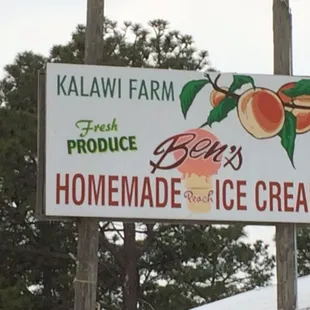 KALAWI FARM
Fresh
PRODUCE
Ben's
HOMEMADE Peach ICE CREA